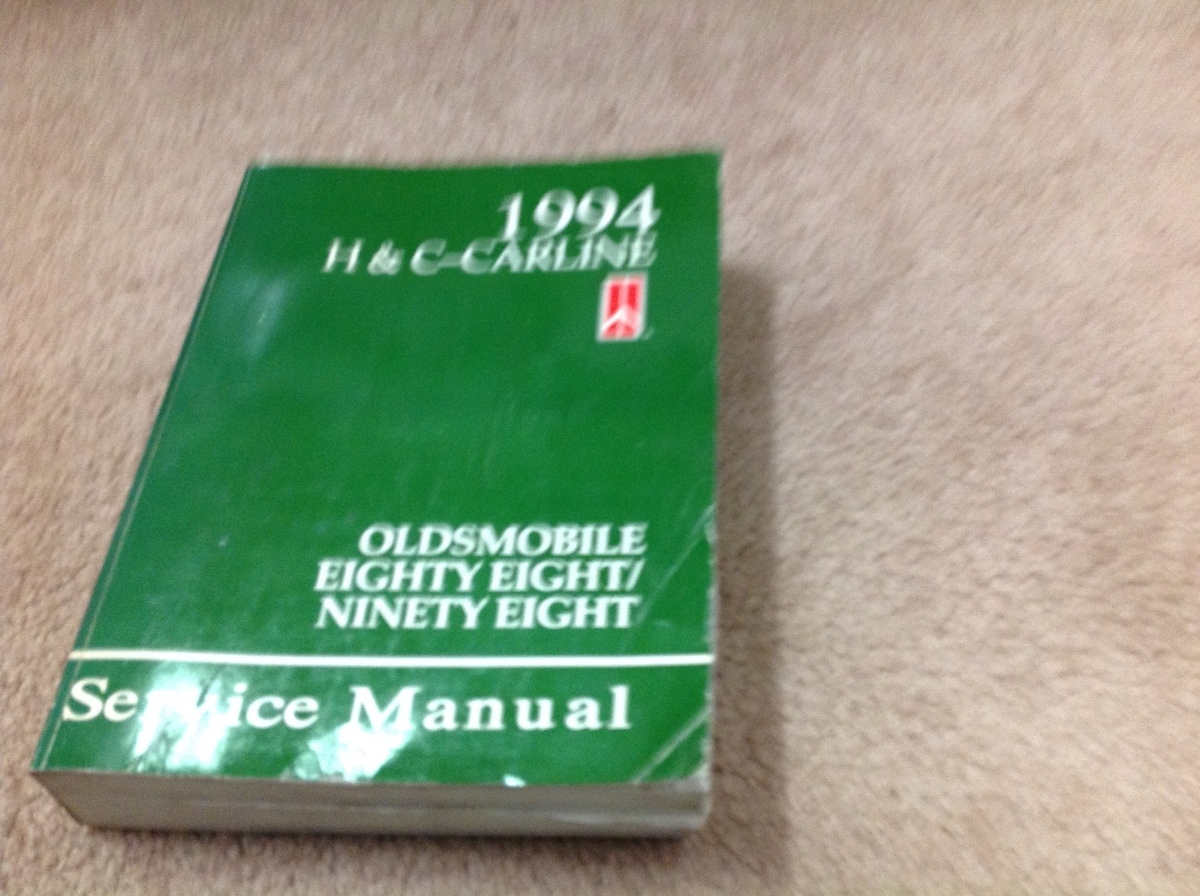 1994
H & C-CARLINE
OLDSMOBILE
EIGHTY EIGHT/
NINETY EIGHT
Service Manual